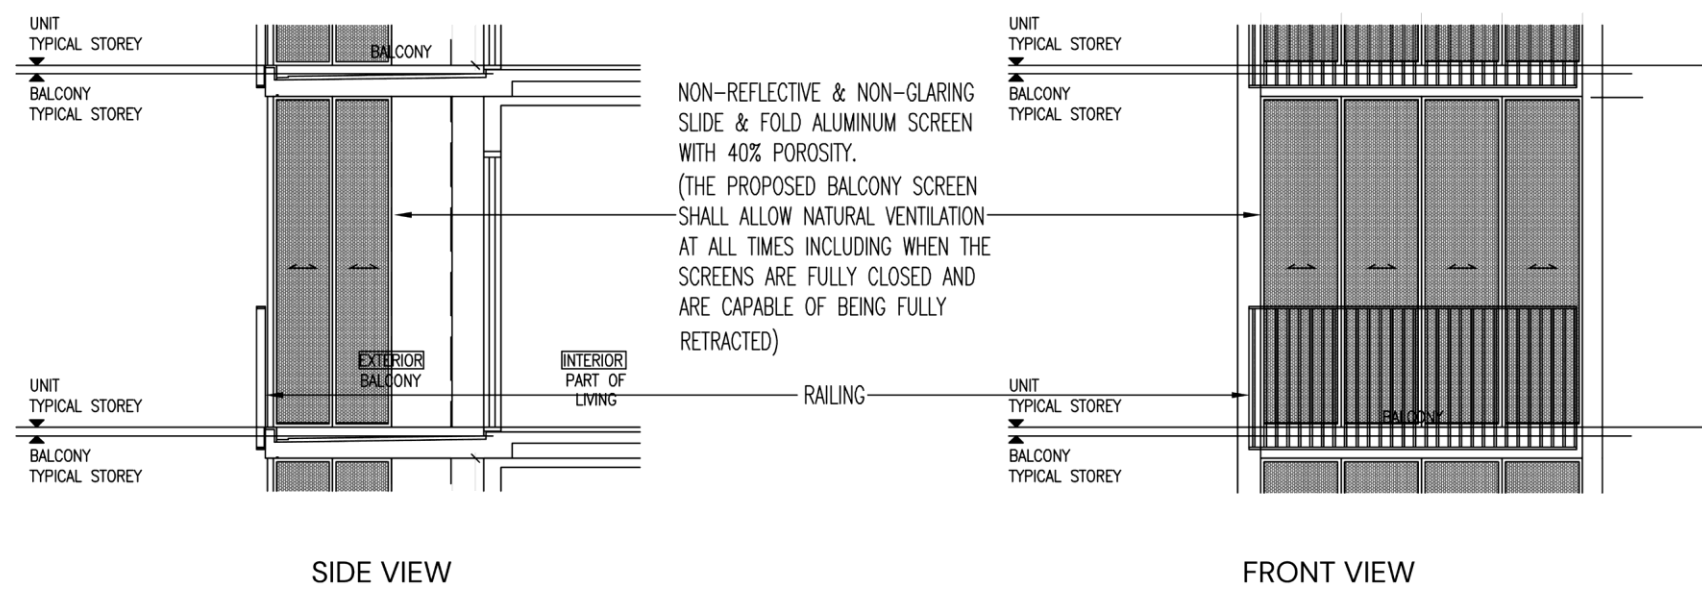 UNIT
TYPICAL STOREY
BALCONY
TYPICAL STOREY
BALCONY
NON-REFLECTIVE & NON-GLARING
SLIDE & FOLD ALUMINUM SCREEN
WITH 40% POROSITY.
(THE PROPOSED BALCONY SCREEN
SHALL ALLOW NATURAL VENTILATION
AT ALL TIMES INCLUDING WHEN THE
SCREENS ARE FULLY CLOSED AND
ARE CAPABLE OF BEING FULLY
RETRACTED)
UNIT
TYPICAL STOREY
BALCONY
TYPICAL STOREY
EXTERIOR
BALCONY
INTERIOR
PART OF
LIVING
RAILING
UNIT
TYPICAL STOREY
BALCONY
TYPICAL STOREY
UNIT
TYPICAL STOREY
BALCONY
BALCONY
TYPICAL STOREY
SIDE VIEW
FRONT VIEW